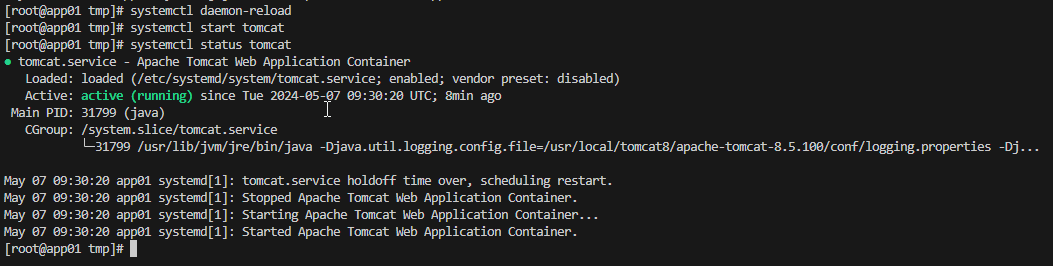 [root@app01 tmp]# systemctl daemon-reload
[root@app01 tmp]# systemctl start tomcat
[root@app01 tmp]# systemctl status tomcat
● tomcat.service - Apache Tomcat Web Application Container
   Loaded: loaded (/etc/systemd/system/tomcat.service; enabled; vendor preset: disabled)
   Active: active (running) since Tue 2024-05-07 09:30:20 UTC; 8min ago
 Main PID: 31799 (java)
   CGroup: /system.slice/tomcat.service
           └─31799 /usr/lib/jvm/jre/bin/java -Djava.util.logging.config.file=/usr/local/tomcat8/apache-tomcat-8.5.100/conf/logging.properties -Dj...
May 07 09:30:20 app01 systemd[1]: tomcat.service holdoff time over, scheduling restart.
May 07 09:30:20 app01 systemd[1]: Stopped Apache Tomcat Web Application Container.
May 07 09:30:20 app01 systemd[1]: Starting Apache Tomcat Web Application Container...
May 07 09:30:20 app01 systemd[1]: Started Apache Tomcat Web Application Container.
[root@app01 tmp]#